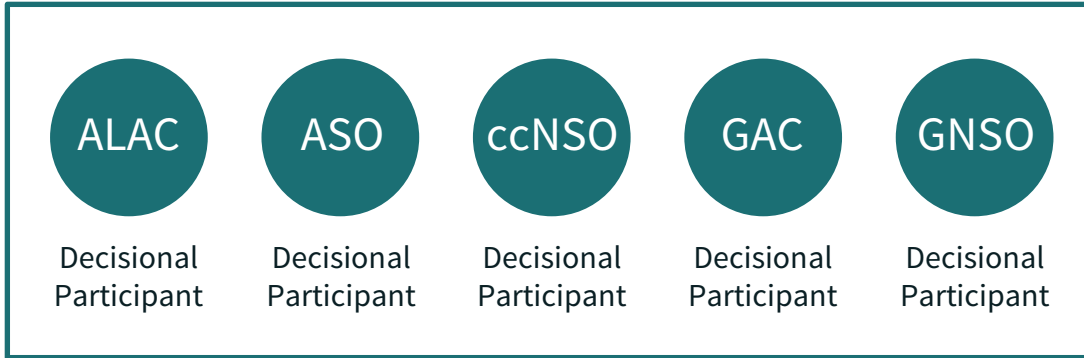 ALAC
ASO
ccNSO
GAC
GNSO
Decisional
Participant
Decisional
Participant
Decisional
Participant
Decisional
Participant
Decisional
Participant